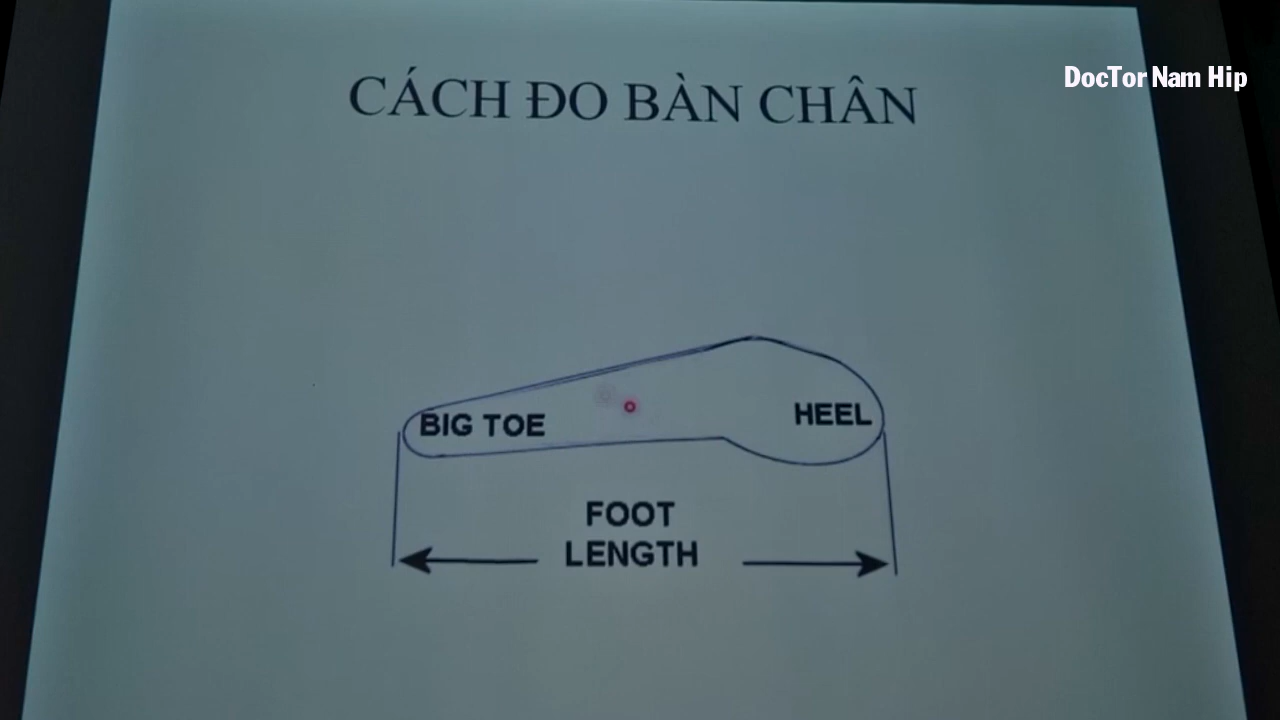 DocTor Nam Hip
CÁCH ĐO BÀN CHÂN
BIG TOE
HEEL
FOOT
LENGTH